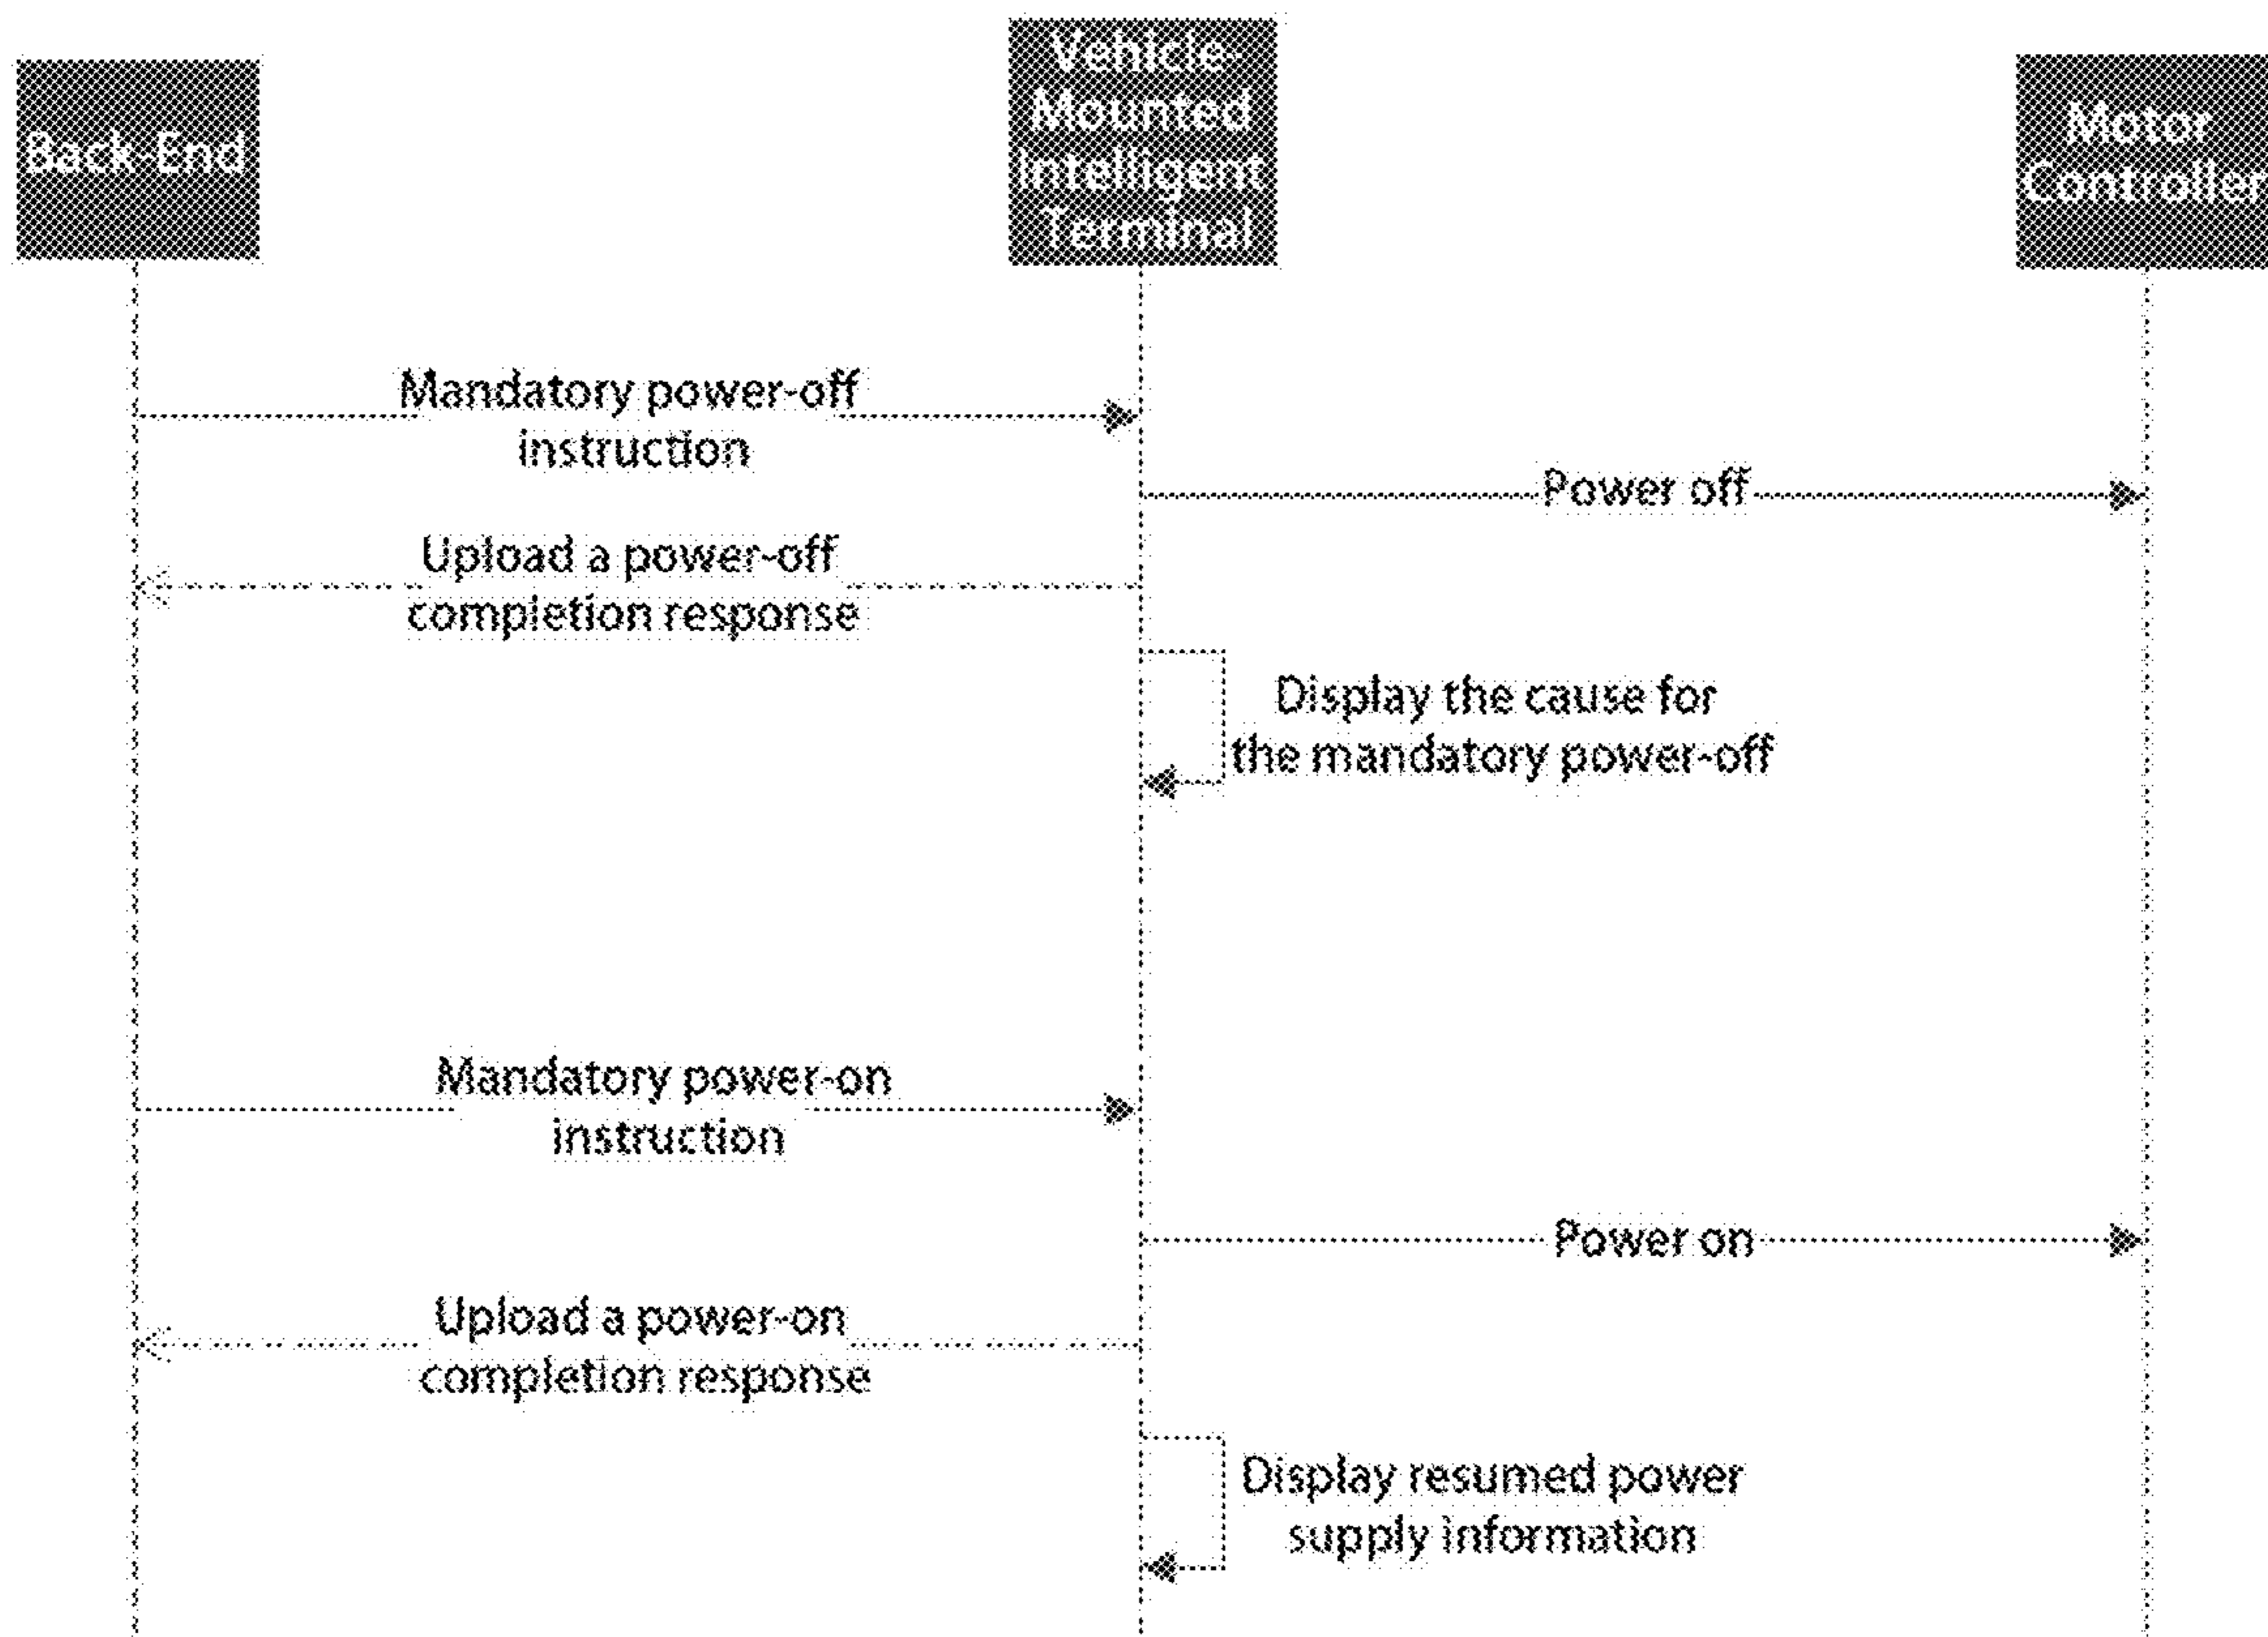 Back-End
Vehicle-
Mounted
Intelligent
Terminal
Motor
Controller
Mandatory power-off
instruction
Power off
Upload a power-off
completion response
Display the cause for
the mandatory power-off
Mandatory power-on
instruction
Power on
Upload a power-on
completion response
Display resumed power
supply information